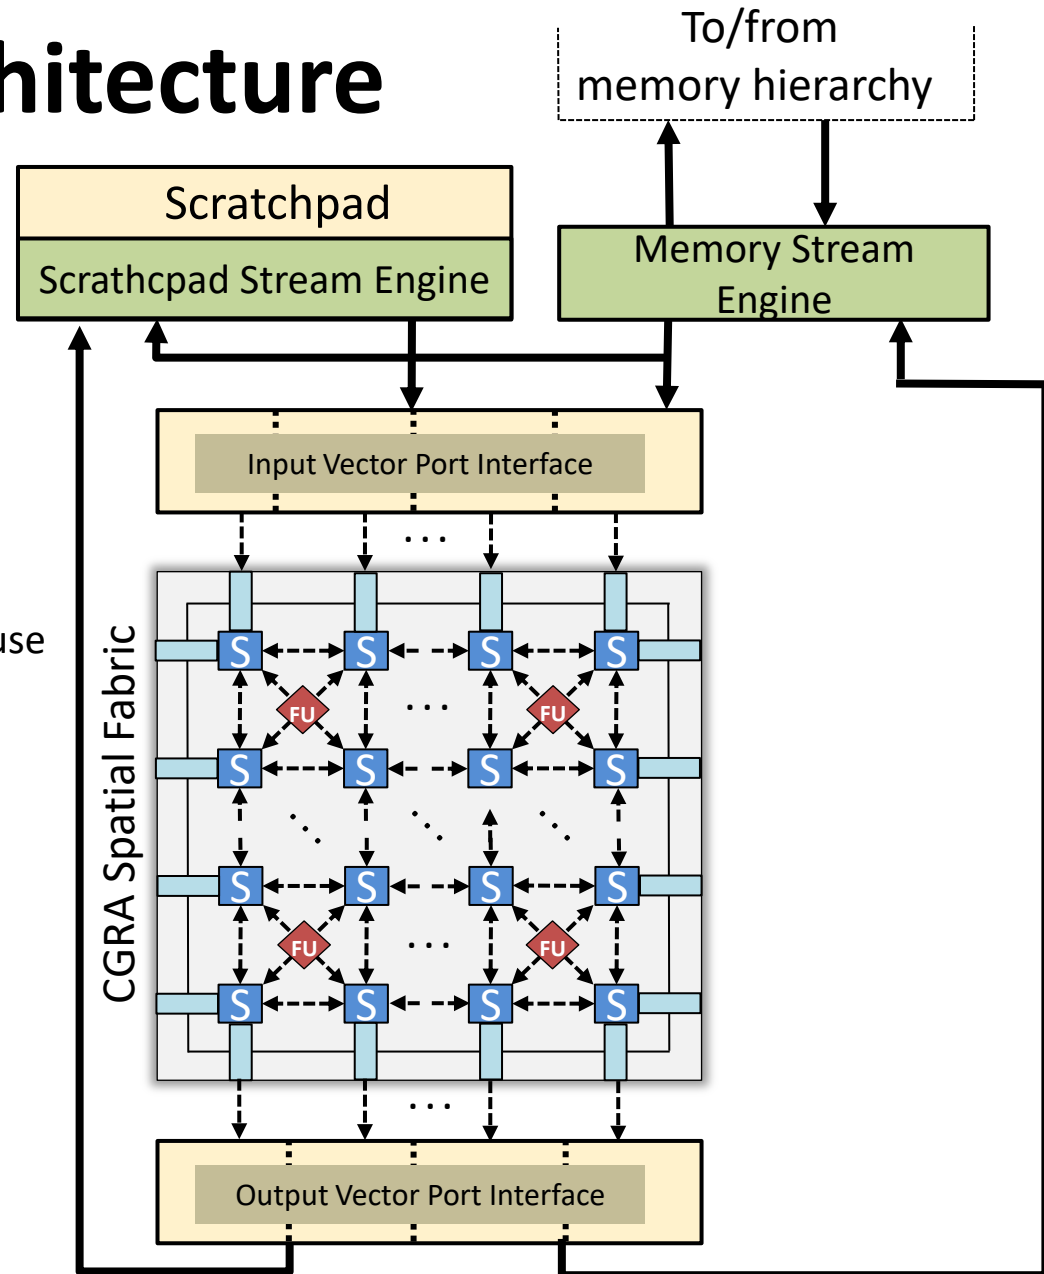 hitecture
To/from
memory hierarchy
Scratchpad
Scrathcpad Stream Engine
Memory Stream
Engine
Input Vector Port Interface
...
use
CGRA Spatial Fabric
S S S S
FU ... FU
S S S S
S S S S
FU ... FU
S S S S
...
Output Vector Port Interface